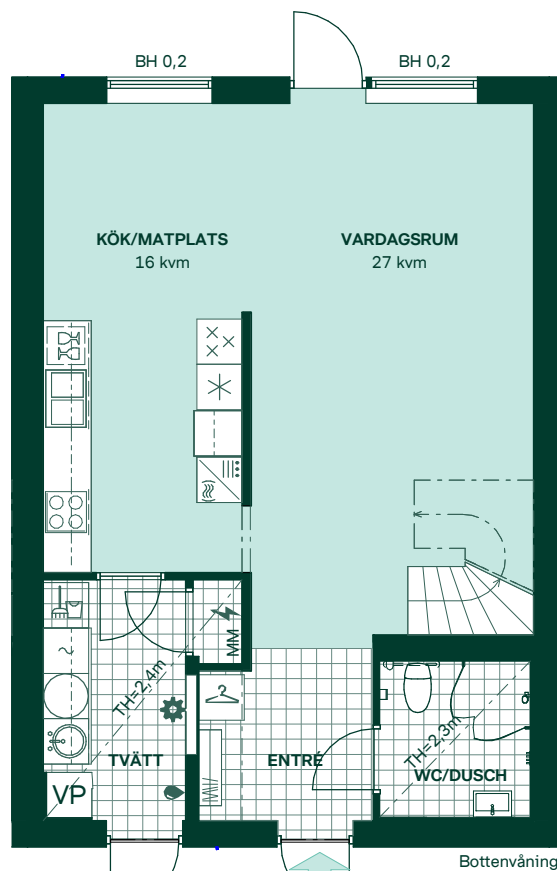 BH 0,2
BH 0,2
KÖK/MATPLATS
16 kvm
VARDAGSRUM
27 kvm
MM
TH=2,4m
TVÄTT
VP
ENTRÉ
TH=2,3m
WC/DUSCH
Bottenvåning